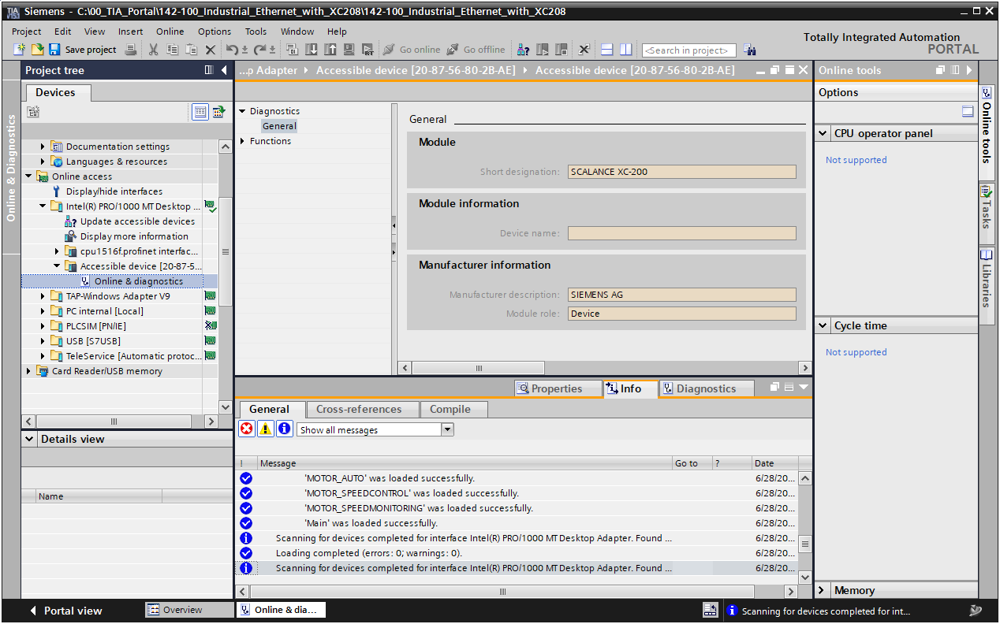 Siemens - C:\00_TIA_Portal\142-100_Industrial_Ethernet_with_XC208\142-100_Industrial_Ethernet_with_XC208
Project Edit View Insert Online Options Tools Window Help
Totally Integrated Automation
PORTAL
Save project
Go online
Go offline
<Search in project>
Project tree
...p Adapter Accessible device [20-87-56-80-2B-AE] Accessible device [20-87-56-80-2B-AE]
Online tools
Devices
Options
Online & Diagnostics
Documentation settings
Languages & resources
Online access
Display/hide interfaces
Intel(R) PRO/1000 MT Desktop ...
Update accessible devices
Display more information
cpu1516f.profinet interfac...
Accessible device [20-87-5...
Online & diagnostics
TAP-Windows Adapter V9
PC internal [Local]
PLCSIM [PN/IE]
USB [S7USB]
TeleService [Automatic protoc...
Card Reader/USB memory
Details view
Name
Diagnostics
General
Functions
General
Module
Short designation: SCALANCE XC-200
Module information
Device name:
Manufacturer information
Manufacturer description: SIEMENS AG
Module role: Device
CPU operator panel
Not supported
Cycle time
Not supported
Memory
Online tools
Tasks
Libraries
Properties Info Diagnostics
General Cross-references Compile
Show all messages
! Message Go to ? Date
'MOTOR_AUTO' was loaded successfully. 6/28/20...
'MOTOR_SPEEDCONTROL' was loaded successfully. 6/28/20...
'MOTOR_SPEEDMONITORING' was loaded successfully. 6/28/20...
'Main' was loaded successfully. 6/28/20...
Scanning for devices completed for interface Intel(R) PRO/1000 MT Desktop Adapter. Found ... 6/28/20...
Loading completed (errors: 0; warnings: 0). 6/28/20...
Scanning for devices completed for interface Intel(R) PRO/1000 MT Desktop Adapter. Found ... 6/28/20...
Portal view
Overview
Online & dia...
Scanning for devices completed for int...